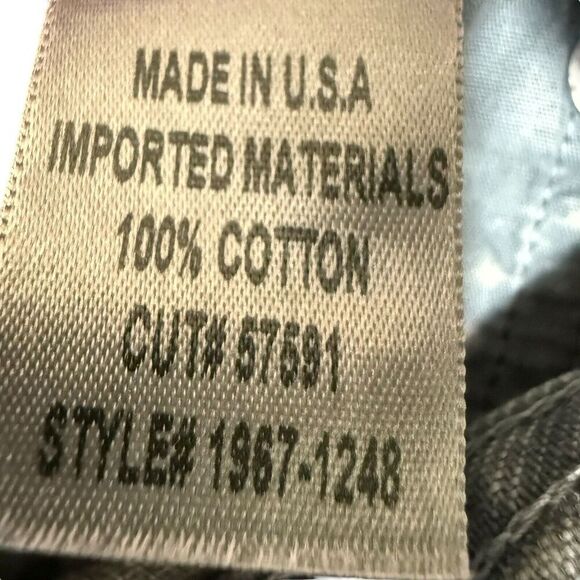 MADE IN U.S.A
IMPORTED MATERIALS
100% COTTON
CUT# 57591
STYLE# 1967-1248